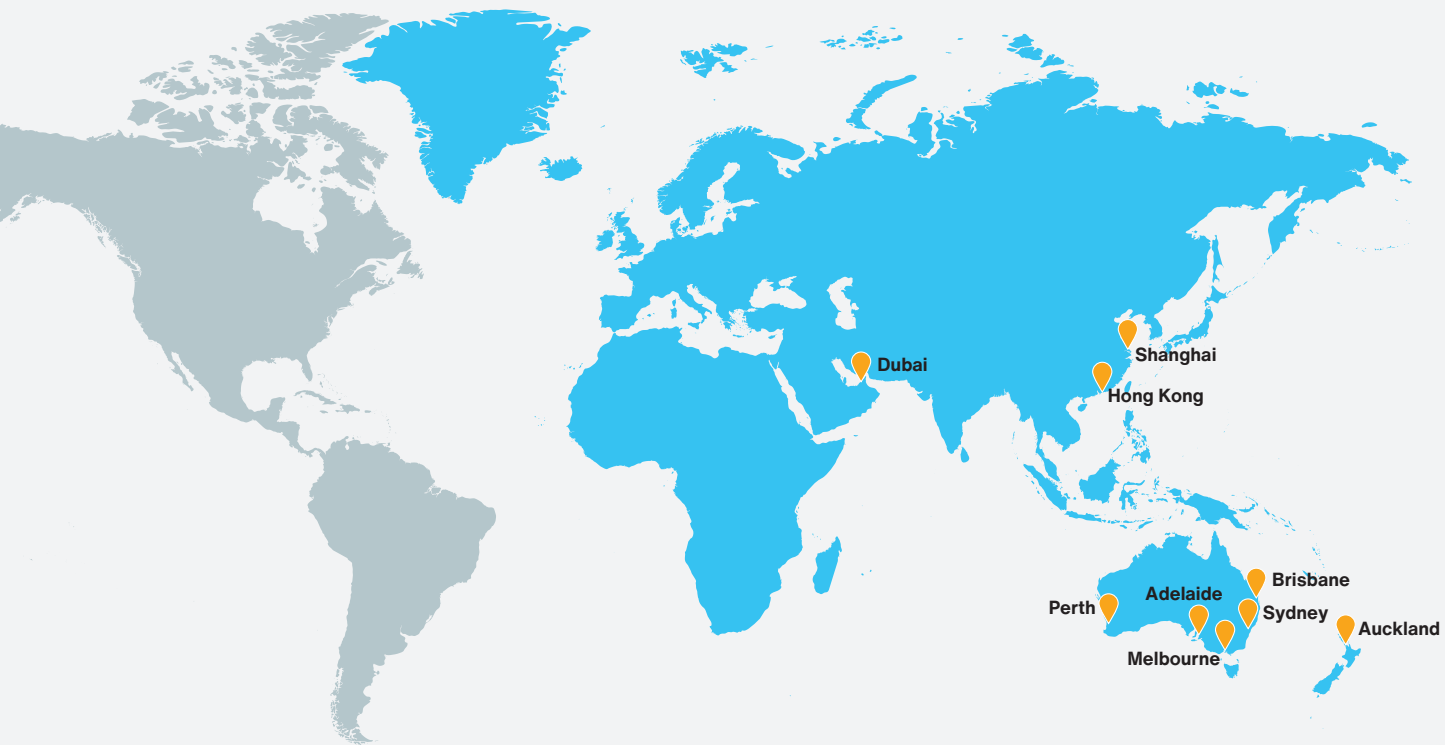 Shanghai
Dubai
Hong Kong
Brisbane
Adelaide
Perth
Sydney
Auckland
Melbourne